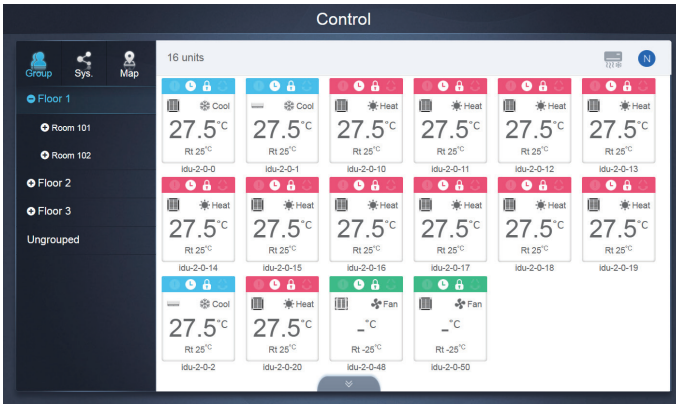 Control
Group Sys. Map
16 units
N
Floor 1
Room 101
Room 102
Floor 2
Floor 3
Ungrouped
Cool Cool Heat Heat Heat Heat
27.5°C 27.5°C 27.5°C 27.5°C 27.5°C 27.5°C
Rt 25°C Rt 25°C Rt 25°C Rt 25°C Rt 25°C Rt 25°C
idu-2-0-0 idu-2-0-1 idu-2-0-10 idu-2-0-11 idu-2-0-12 idu-2-0-13
Heat Heat Heat Heat Heat Heat
27.5°C 27.5°C 27.5°C 27.5°C 27.5°C 27.5°C
Rt 25°C Rt 25°C Rt 25°C Rt 25°C Rt 25°C Rt 25°C
idu-2-0-14 idu-2-0-15 idu-2-0-16 idu-2-0-17 idu-2-0-18 idu-2-0-19
Cool Heat Fan Fan
27.5°C 27.5°C _°C _°C
Rt 25°C Rt 25°C Rt -25°C Rt -25°C
idu-2-0-2 idu-2-0-20 idu-2-0-48 idu-2-0-50